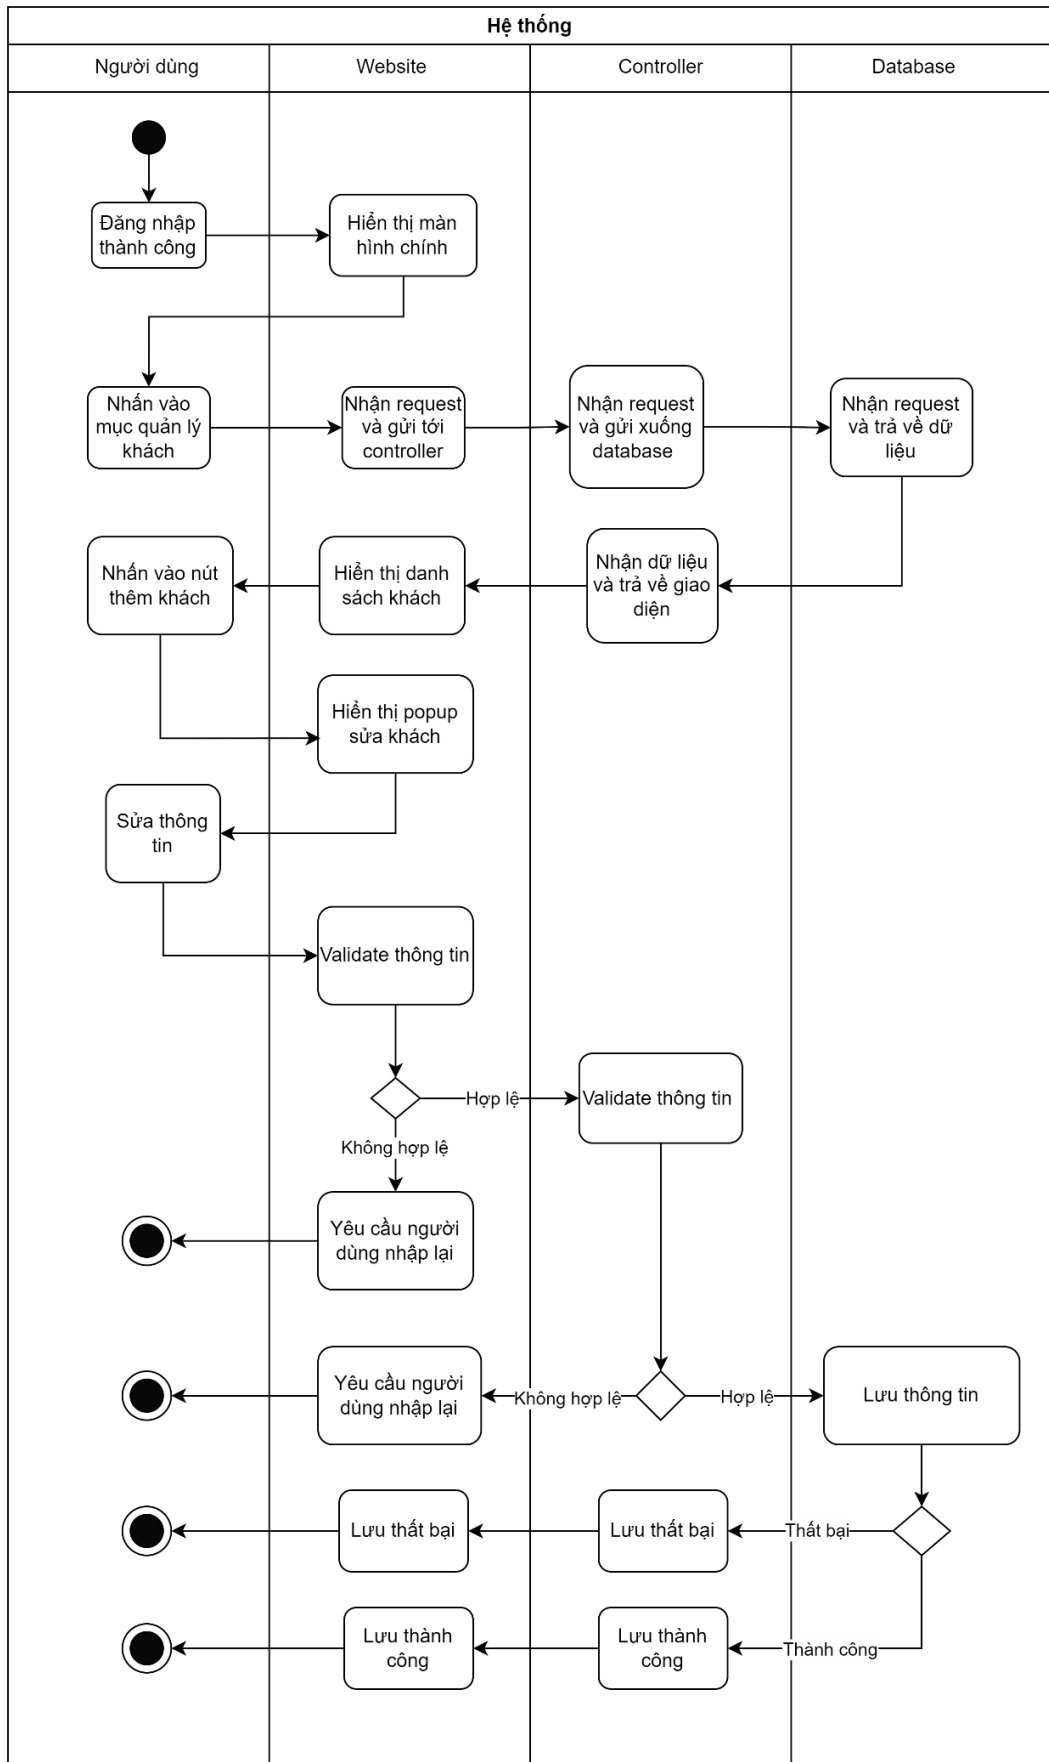 Hệ thống
Người dùng
Website
Controller
Database
Đăng nhập
thành công
Hiển thị màn
hình chính
Nhấn vào
mục quản lý
khách
Nhận request
và gửi tới
controller
Nhận request
và gửi xuống
database
Nhận request
và trả về dữ
liệu
Nhấn vào nút
thêm khách
Hiển thị danh
sách khách
Nhận dữ liệu
và trả về giao
diện
Hiển thị popup
sửa khách
Sửa thông
tin
Validate thông tin
Hợp lệ
Validate thông tin
Không hợp lệ
Yêu cầu người
dùng nhập lại
Yêu cầu người
dùng nhập lại
Không hợp lệ
Hợp lệ
Lưu thông tin
Lưu thất bại
Lưu thất bại
Thất bại
Lưu thành
công
Lưu thành
công
Thành công